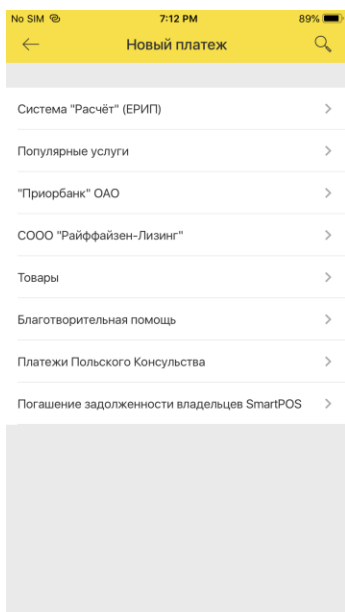 No SIM 7:12 PM 89%
Новый платеж
Система "Расчёт" (ЕРИП)
Популярные услуги
"Приорбанк" ОАО
СООО "Райффайзен-Лизинг"
Товары
Благотворительная помощь
Платежи Польского Консульства
Погашение задолженности владельцев SmartPOS